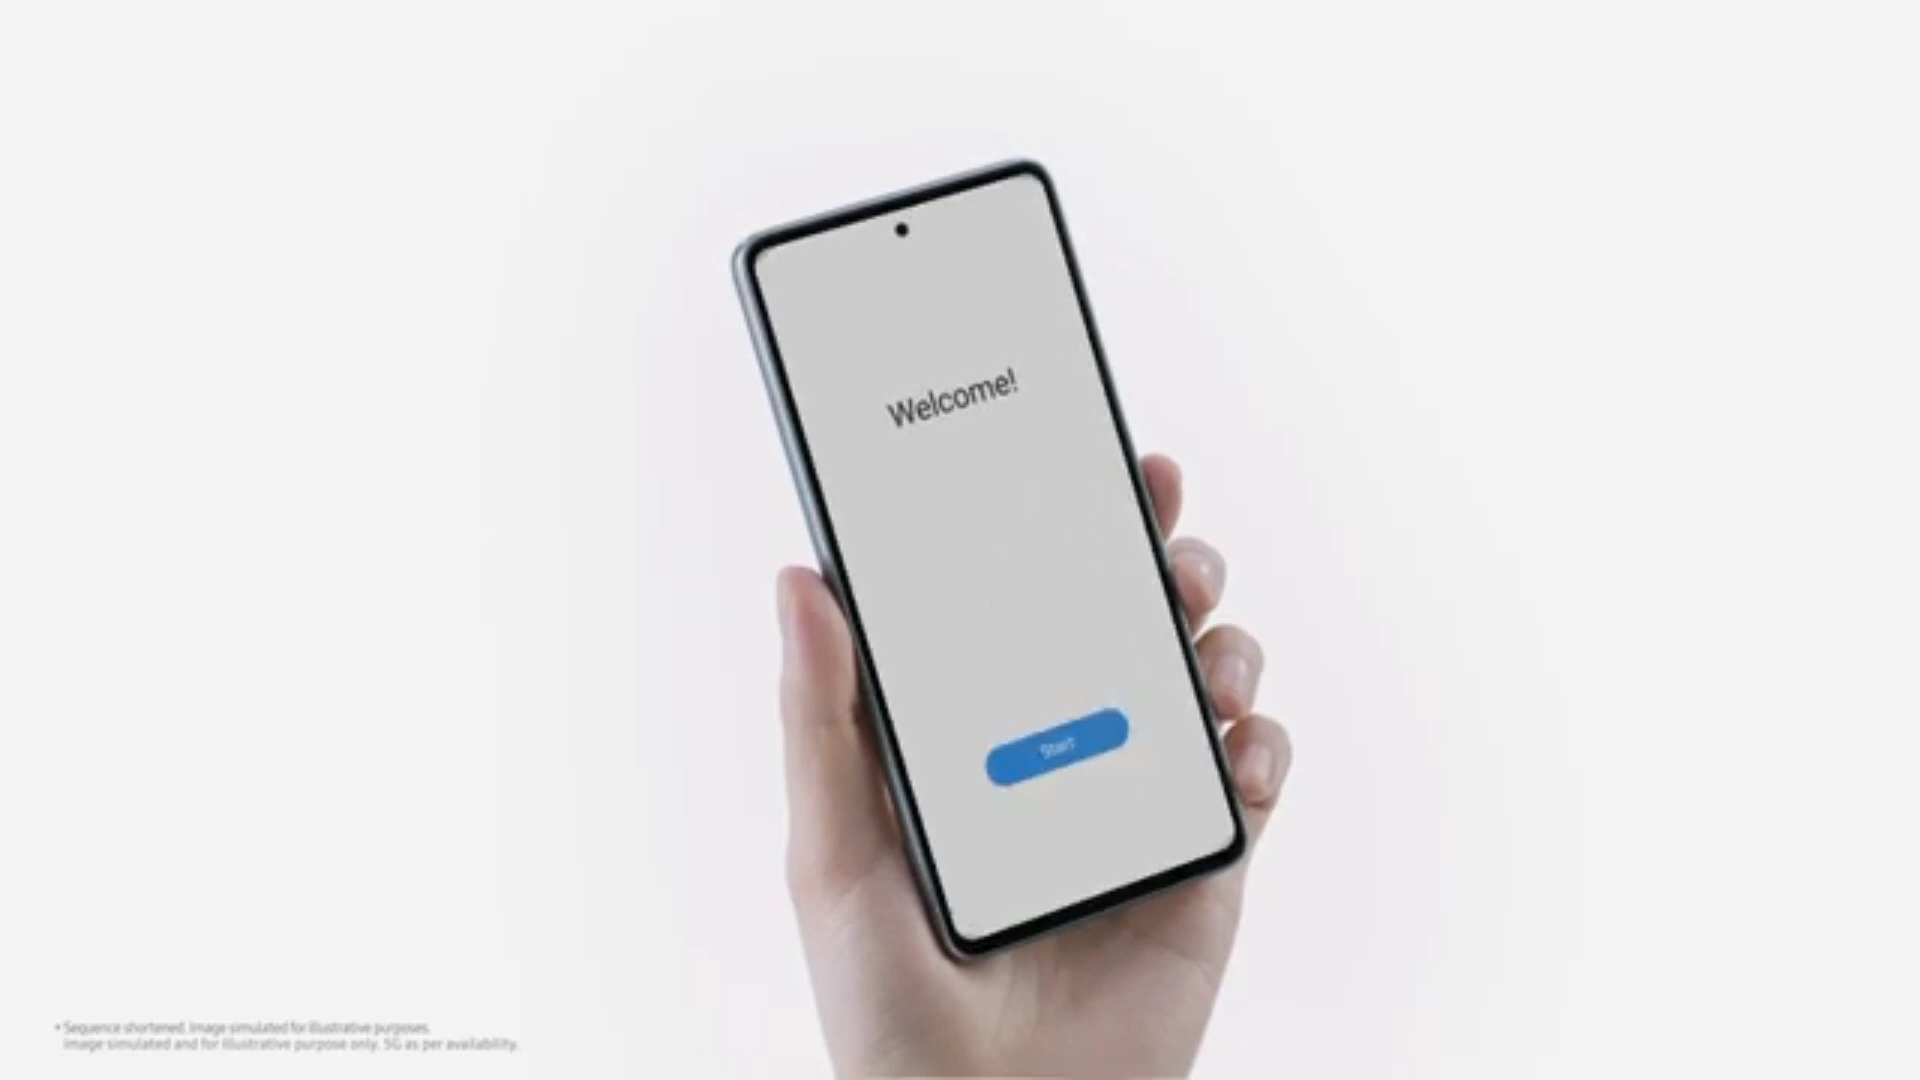 Welcome!
Start
* Sequence shortened. Image simulated for illustrative purposes.
Image simulated and for illustrative purpose only. 5G as per availability.